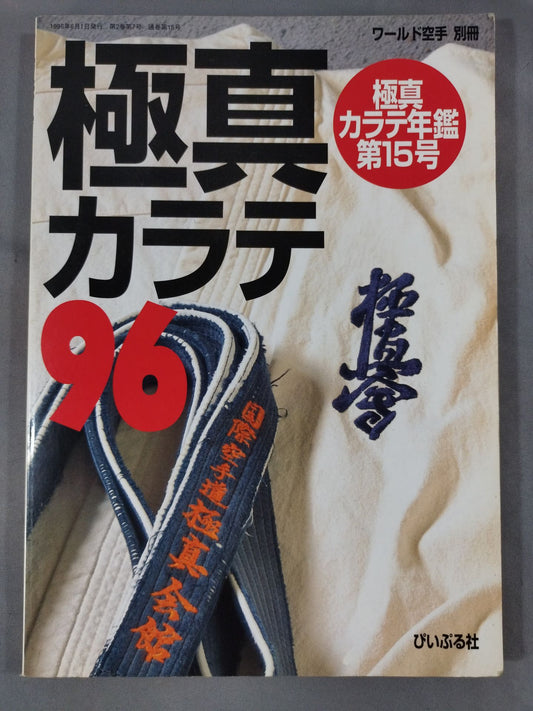 1996年6月1日発行 第2巻第7号 通巻第15号
ワールド空手 別冊
極真
カラテ
96
極真
カラテ年鑑
第15号
極真会
国際空手道極真会館
ぴいぷる社